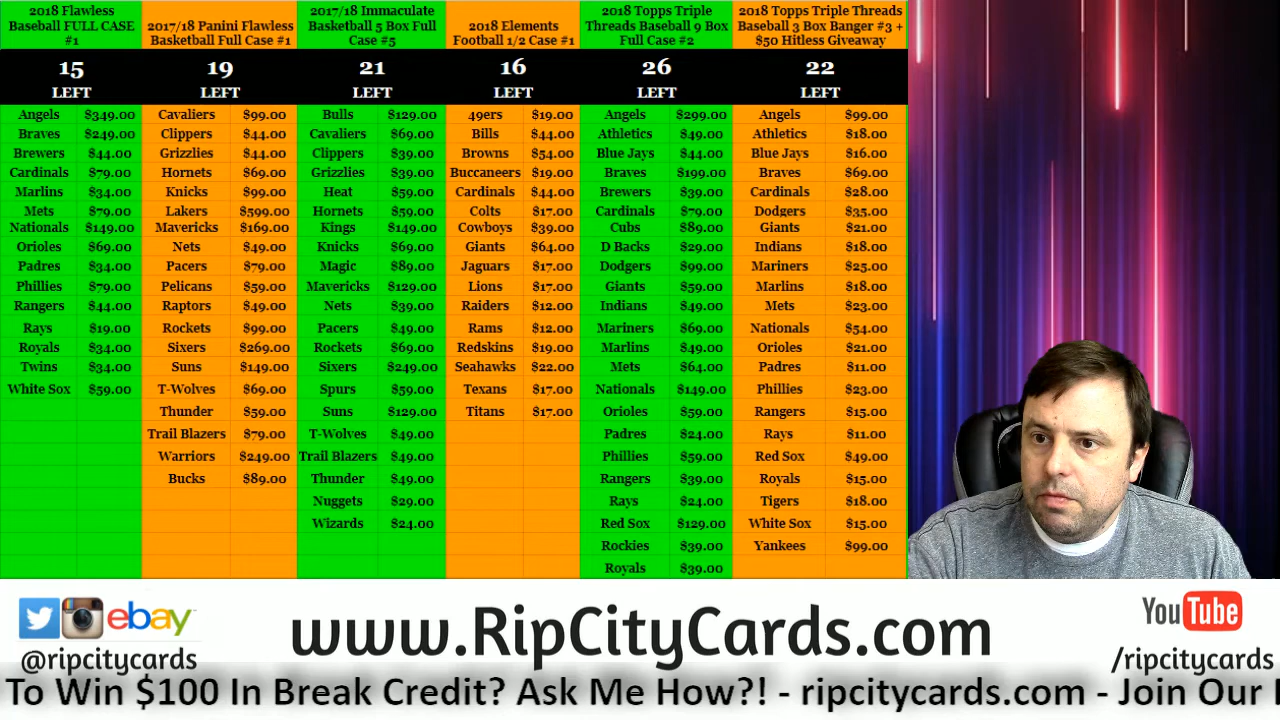 2018 Flawless Baseball FULL CASE #1
15
LEFT
Angels $349.00
Braves $249.00
Brewers $44.00
Cardinals $79.00
Marlins $34.00
Mets $79.00
Nationals $149.00
Orioles $69.00
Padres $34.00
Phillies $79.00
Rangers $44.00
Rays $19.00
Royals $34.00
Twins $34.00
White Sox $59.00
2017/18 Panini Flawless Basketball Full Case #1
19
LEFT
Cavaliers $99.00
Clippers $44.00
Grizzlies $44.00
Hornets $69.00
Knicks $99.00
Lakers $599.00
Mavericks $169.00
Nets $49.00
Pacers $79.00
Pelicans $59.00
Raptors $49.00
Rockets $99.00
Sixers $269.00
Suns $149.00
T-Wolves $69.00
Thunder $59.00
Trail Blazers $79.00
Warriors $249.00
Bucks $89.00
2017/18 Immaculate Basketball 5 Box Full Case #5
21
LEFT
Bulls $129.00
Cavaliers $69.00
Clippers $39.00
Grizzlies $39.00
Heat $59.00
Hornets $59.00
Kings $149.00
Knicks $69.00
Magic $89.00
Mavericks $129.00
Nets $39.00
Pacers $49.00
Rockets $69.00
Sixers $249.00
Spurs $59.00
Suns $129.00
T-Wolves $49.00
Trail Blazers $49.00
Thunder $49.00
Nuggets $29.00
Wizards $24.00
2018 Elements Football 1/2 Case #1
16
LEFT
49ers $19.00
Bills $44.00
Browns $54.00
Buccaneers $19.00
Cardinals $44.00
Colts $17.00
Cowboys $39.00
Giants $64.00
Jaguars $17.00
Lions $17.00
Raiders $12.00
Rams $12.00
Redskins $19.00
Seahawks $22.00
Texans $17.00
Titans $17.00
2018 Topps Triple Threads Baseball 9 Box Full Case #2
26
LEFT
Angels $299.00
Athletics $49.00
Blue Jays $44.00
Braves $199.00
Brewers $39.00
Cardinals $79.00
Cubs $89.00
D Backs $29.00
Dodgers $99.00
Giants $59.00
Indians $49.00
Mariners $69.00
Marlins $49.00
Mets $64.00
Nationals $149.00
Orioles $59.00
Padres $24.00
Phillies $59.00
Rangers $39.00
Rays $24.00
Red Sox $129.00
Rockies $39.00
Royals $39.00
2018 Topps Triple Threads Baseball 3 Box Banger #3 + $50 Hitless Giveaway
22
LEFT
Angels $99.00
Athletics $18.00
Blue Jays $16.00
Braves $69.00
Cardinals $28.00
Dodgers $35.00
Giants $21.00
Indians $18.00
Mariners $25.00
Marlins $18.00
Mets $23.00
Nationals $54.00
Orioles $21.00
Padres $11.00
Phillies $23.00
Rangers $15.00
Rays $11.00
Red Sox $49.00
Royals $15.00
Tigers $18.00
White Sox $15.00
Yankees $99.00
ebay
@ripcitycards
www.RipCityCards.com
YouTube
/ripcitycards
To Win $100 In Break Credit? Ask Me How?! - ripcitycards.com - Join Our